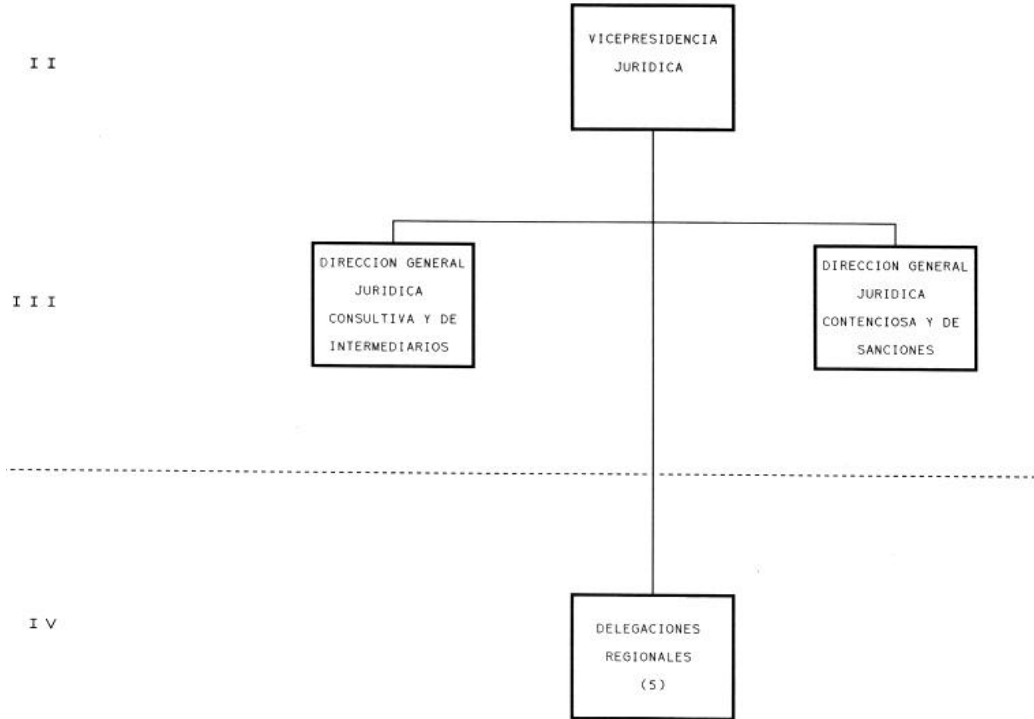 I I
VICEPRESIDENCIA
JURIDICA
I I I
DIRECCION GENERAL
JURIDICA
CONSULTIVA Y DE
INTERMEDIARIOS
DIRECCION GENERAL
JURIDICA
CONTENCIOSA Y DE
SANCIONES
I V
DELEGACIONES
REGIONALES
(5)